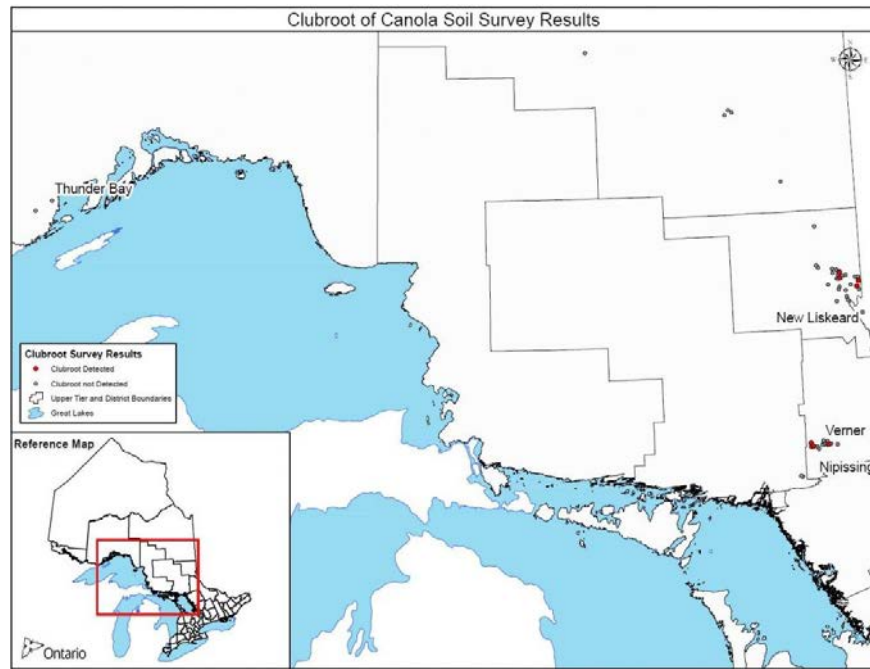 Clubroot of Canola Soil Survey Results
Thunder Bay
New Liskeard
Clubroot Survey Results
Clubroot Detected
Clubroot not Detected
Upper Tier and District Boundaries
Great Lakes
Verner
Nipissing
Reference Map
Ontario